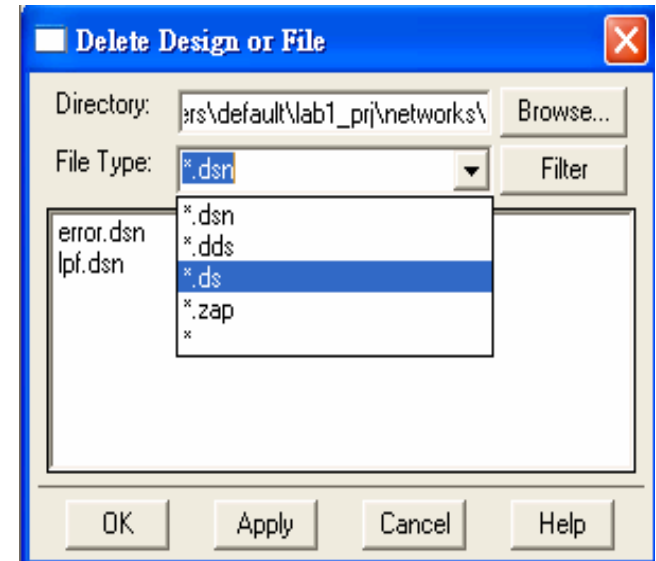 Delete Design or File
Directory: ers\default\lab1_prj\networks\ Browse...
File Type: *.dsn Filter
error.dsn
lpf.dsn
*.dsn
*.dds
*.ds
*.zap
*
OK Apply Cancel Help